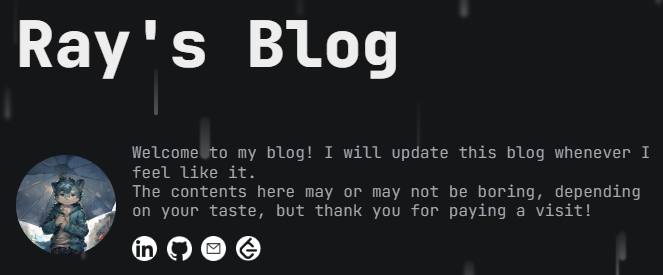 Ray's Blog
Welcome to my blog! I will update this blog whenever I
feel like it.
The contents here may or may not be boring, depending
on your taste, but thank you for paying a visit!
in